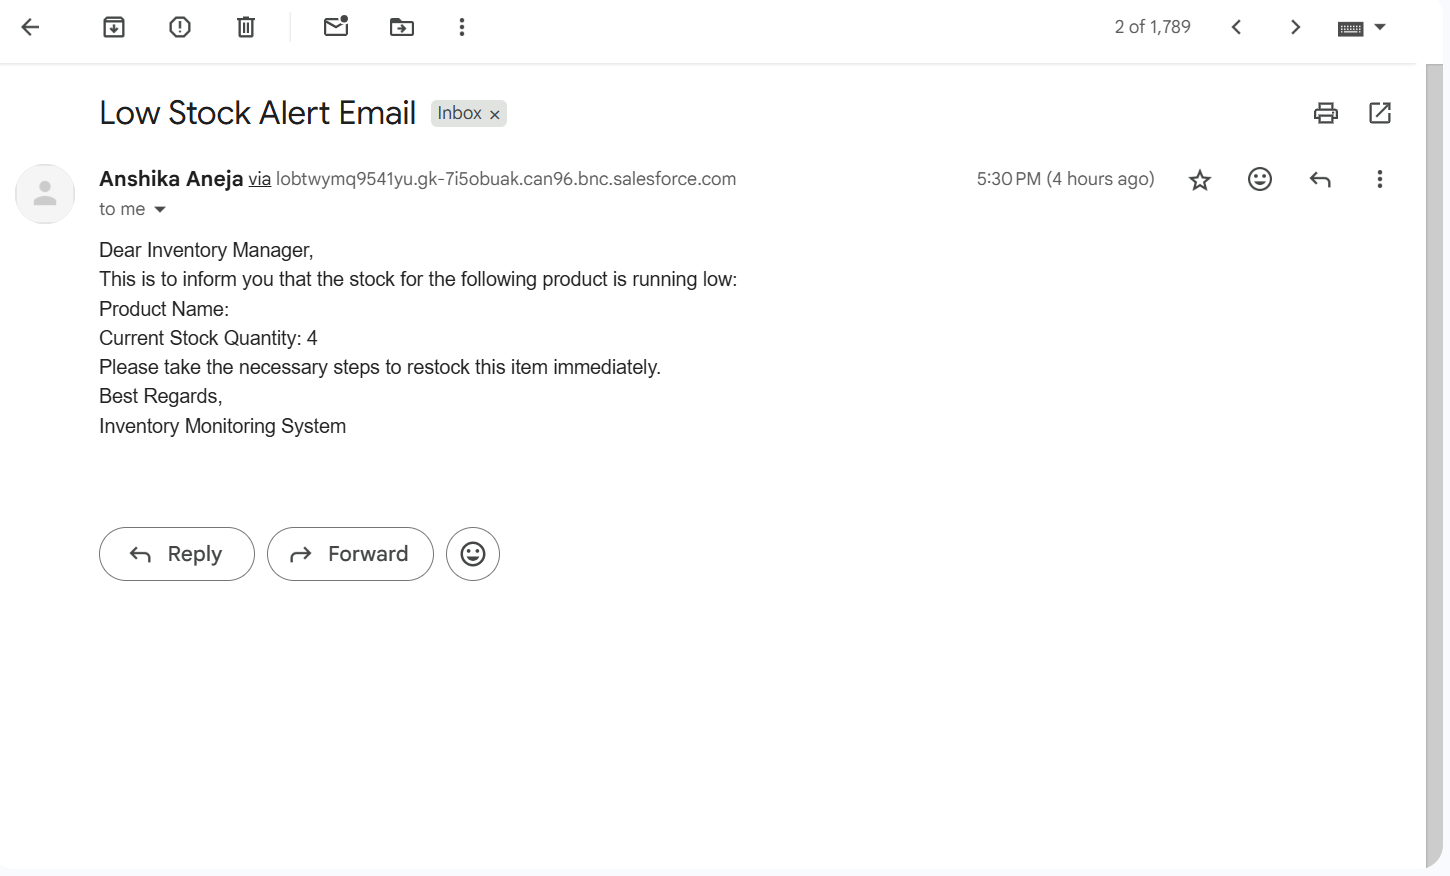 2 of 1,789
Low Stock Alert Email Inbox ×
Anshika Aneja via lobtwymq9541yu.gk-7i5obuak.can96.bnc.salesforce.com 5:30 PM (4 hours ago)
to me
Dear Inventory Manager,
This is to inform you that the stock for the following product is running low:
Product Name:
Current Stock Quantity: 4
Please take the necessary steps to restock this item immediately.
Best Regards,
Inventory Monitoring System
Reply Forward